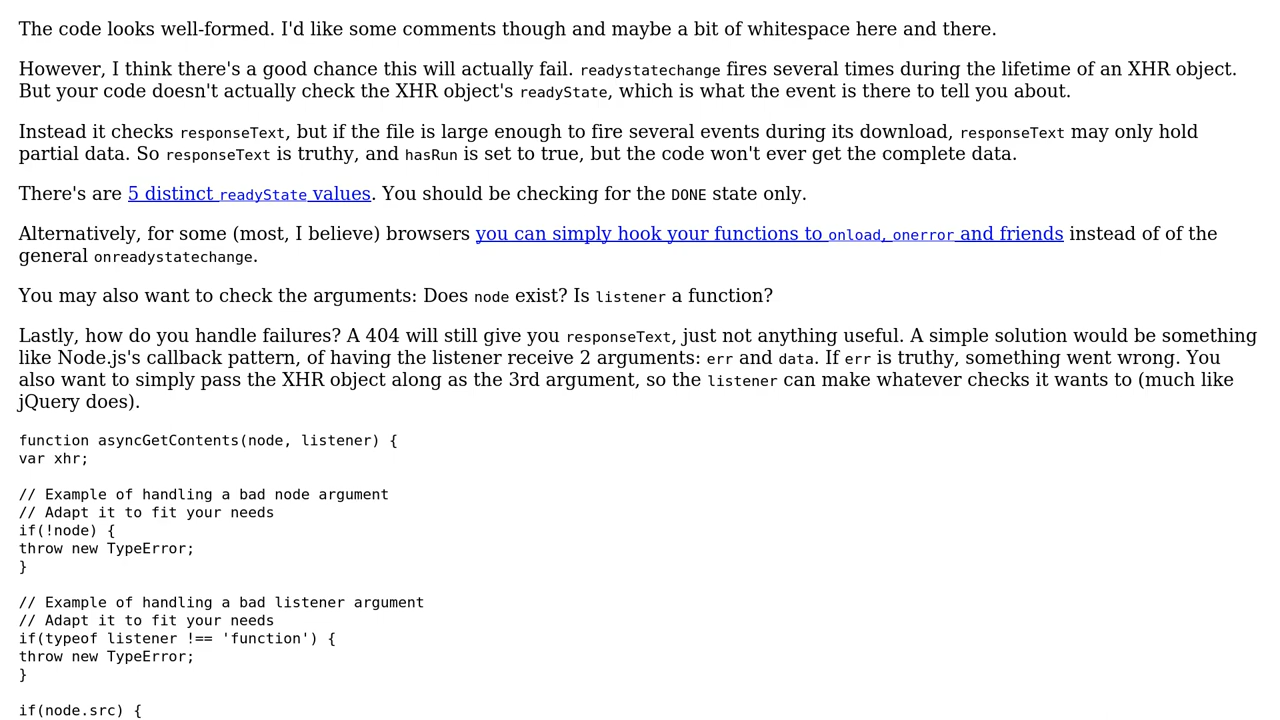 The code looks well-formed. I'd like some comments though and maybe a bit of whitespace here and there.
However, I think there's a good chance this will actually fail. readystatechange fires several times during the lifetime of an XHR object.
But your code doesn't actually check the XHR object's readyState, which is what the event is there to tell you about.
Instead it checks responseText, but if the file is large enough to fire several events during its download, responseText may only hold
partial data. So responseText is truthy, and hasRun is set to true, but the code won't ever get the complete data.
There's are 5 distinct readyState values. You should be checking for the DONE state only.
Alternatively, for some (most, I believe) browsers you can simply hook your functions to onload, onerror and friends instead of of the
general onreadystatechange.
You may also want to check the arguments: Does node exist? Is listener a function?
Lastly, how do you handle failures? A 404 will still give you responseText, just not anything useful. A simple solution would be something
like Node.js's callback pattern, of having the listener receive 2 arguments: err and data. If err is truthy, something went wrong. You
also want to simply pass the XHR object along as the 3rd argument, so the listener can make whatever checks it wants to (much like
jQuery does).
function asyncGetContents(node, listener) {
var xhr;
// Example of handling a bad node argument
// Adapt it to fit your needs
if(!node) {
throw new TypeError;
}
// Example of handling a bad listener argument
// Adapt it to fit your needs
if(typeof listener !== 'function') {
throw new TypeError;
}
if(node.src) {